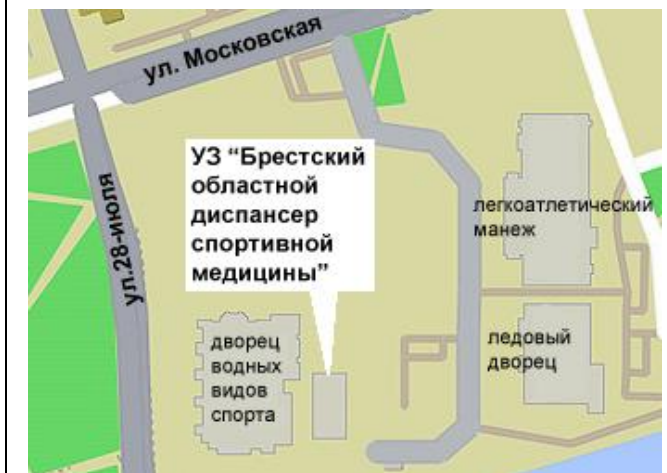 ул. Московская
УЗ “Брестский
областной
диспансер
спортивной
медицины”
ул.28-июля
легкоатлетический
манеж
дворец
водных
видов
спорта
ледовый
дворец